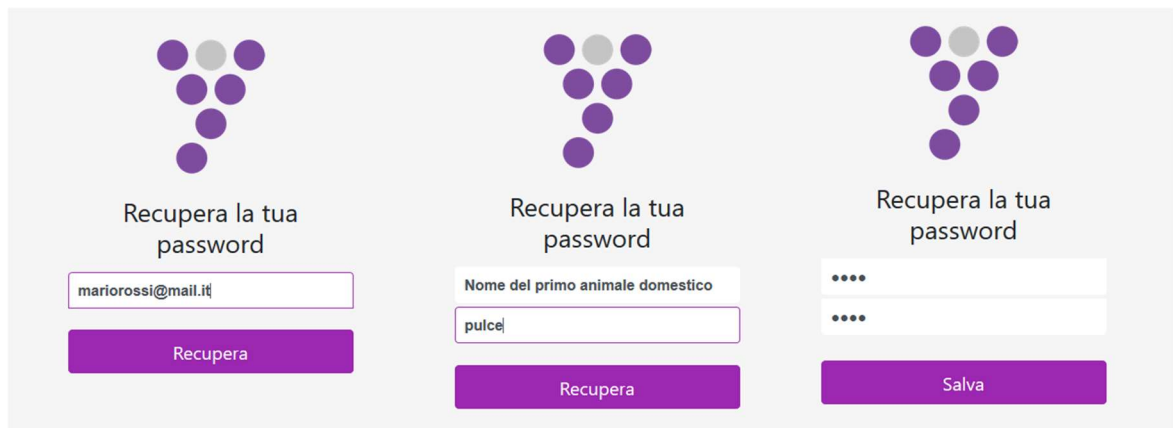 Recupera la tua
password
mariorossi@mail.it
Recupera
Recupera la tua
password
Nome del primo animale domestico
pulce
Recupera
Recupera la tua
password
••••
••••
Salva